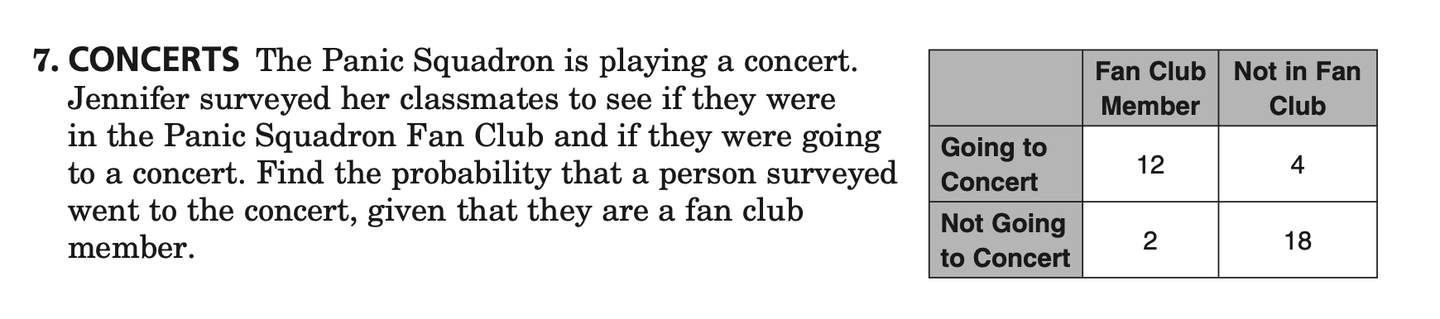 7. CONCERTS The Panic Squadron is playing a concert.
Jennifer surveyed her classmates to see if they were
in the Panic Squadron Fan Club and if they were going
to a concert. Find the probability that a person surveyed
went to the concert, given that they are a fan club
member.
Fan Club Member
Not in Fan Club
Going to Concert
12
4
Not Going to Concert
2
18